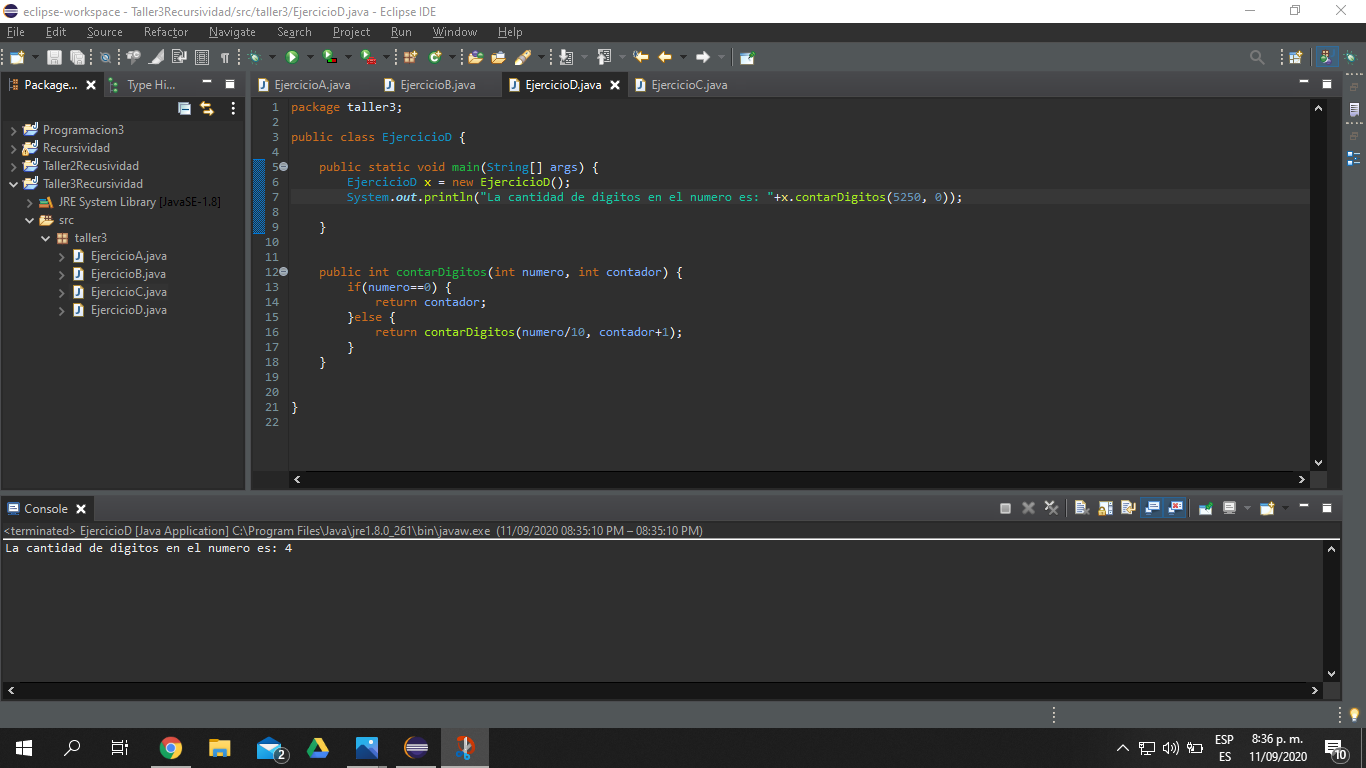 eclipse-workspace - Taller3Recursividad/src/taller3/EjercicioD.java - Eclipse IDE
File Edit Source Refactor Navigate Search Project Run Window Help
Package... Type Hi...
Programacion3
Recursividad
Taller2Recusividad
Taller3Recursividad
JRE System Library [JavaSE-1.8]
src
taller3
EjercicioA.java
EjercicioB.java
EjercicioC.java
EjercicioD.java
EjercicioA.java EjercicioB.java EjercicioD.java EjercicioC.java
1 package taller3;
2
3 public class EjercicioD {
4
5 public static void main(String[] args) {
6 EjercicioD x = new EjercicioD();
7 System.out.println("La cantidad de digitos en el numero es: "+x.contarDigitos(5250, 0));
8
9 }
10
11
12 public int contarDigitos(int numero, int contador) {
13 if(numero==0) {
14 return contador;
15 }else {
16 return contarDigitos(numero/10, contador+1);
17 }
18 }
19
20
21 }
22
Console
<terminated> EjercicioD [Java Application] C:\Program Files\Java\jre1.8.0_261\bin\javaw.exe (11/09/2020 08:35:10 PM – 08:35:10 PM)
La cantidad de digitos en el numero es: 4
2
ESP
ES
8:36 p. m.
11/09/2020
10